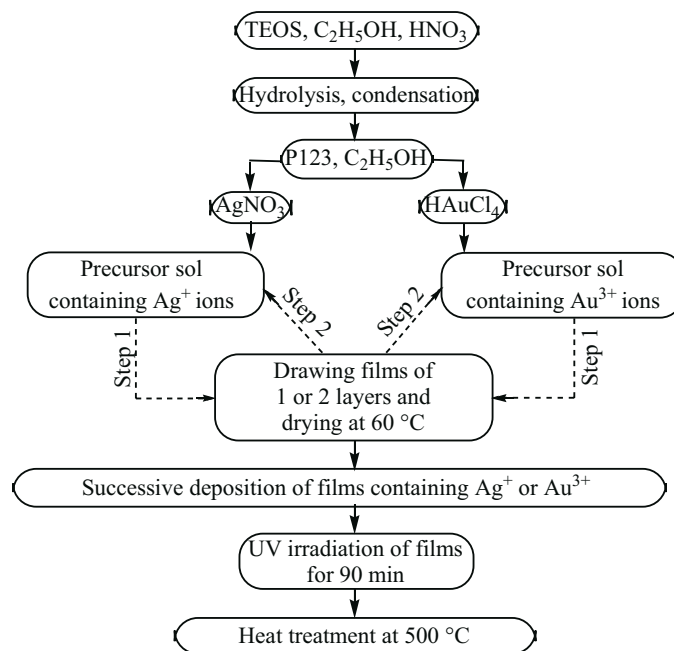 TEOS, C₂H₅OH, HNO₃
Hydrolysis, condensation
P123, C₂H₅OH
AgNO₃
HAuCl₄
Precursor sol
containing Ag⁺ ions
Precursor sol
containing Au³⁺ ions
Step 1
Step 2
Step 2
Step 1
Drawing films of
1 or 2 layers and
drying at 60 °C
Successive deposition of films containing Ag⁺ or Au³⁺
UV irradiation of films
for 90 min
Heat treatment at 500 °C